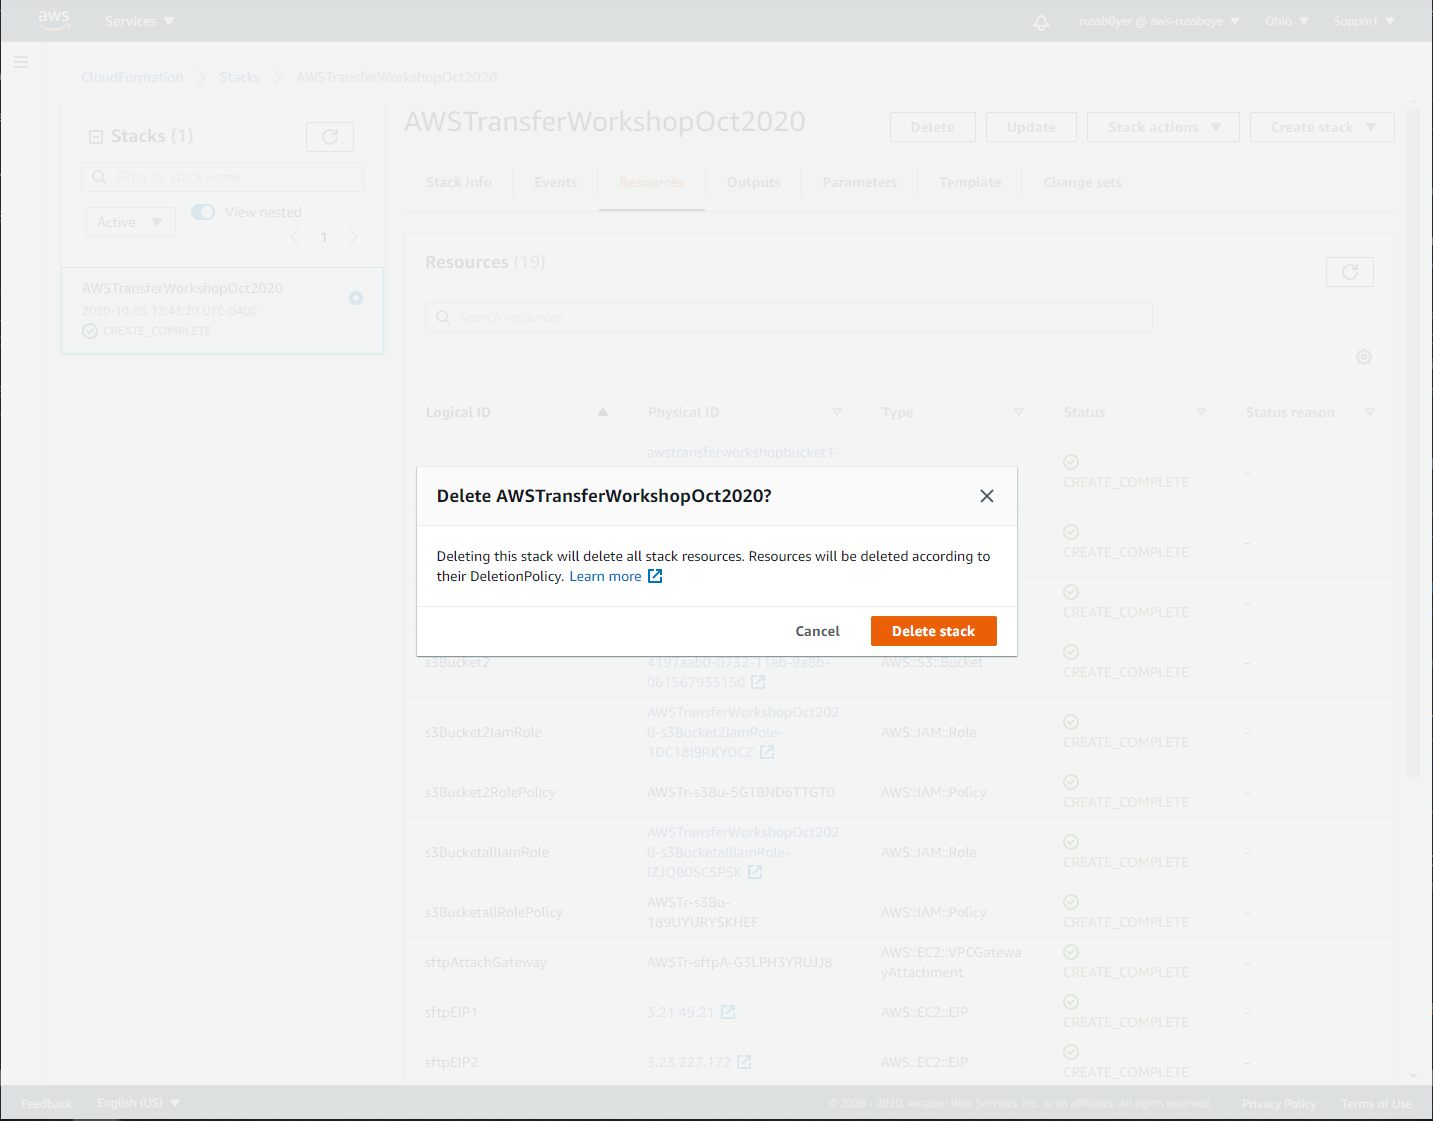 aws
Services
russb0yer @ aws-russboye
Ohio
Support
CloudFormation
Stacks
AWSTransferWorkshopOct2020
Stacks (1)
Filter by stack name
Active
View nested
1
AWSTransferWorkshopOct2020
2020-10-05 13:43:20 UTC-0400
CREATE_COMPLETE
AWSTransferWorkshopOct2020
Delete
Update
Stack actions
Create stack
Stack info
Events
Resources
Outputs
Parameters
Template
Change sets
Resources (19)
Search resources
Logical ID
Physical ID
Type
Status
Status reason
awstransferworkshopbucket1-
CREATE_COMPLETE
-
CREATE_COMPLETE
-
CREATE_COMPLETE
-
Delete AWSTransferWorkshopOct2020?
Deleting this stack will delete all stack resources. Resources will be deleted according to
their DeletionPolicy. Learn more
Cancel
Delete stack
s3Bucket2
4197aab0-0732-11eb-9a8b-
061567935150
AWS::S3::Bucket
CREATE_COMPLETE
-
s3Bucket2IamRole
AWSTransferWorkshopOct202
0-s3Bucket2IamRole-
1DC18I9RKYDCZ
AWS::IAM::Role
CREATE_COMPLETE
-
s3Bucket2RolePolicy
AWSTr-s3Bu-5GTBND6TTGT0
AWS::IAM::Policy
CREATE_COMPLETE
-
s3BucketallIamRole
AWSTransferWorkshopOct202
0-s3BucketallIamRole-
IZJQB0SC5P5K
AWS::IAM::Role
CREATE_COMPLETE
-
s3BucketallRolePolicy
AWSTr-s3Bu-
189UYURYSKHEF
AWS::IAM::Policy
CREATE_COMPLETE
-
sftpAttachGateway
AWSTr-sftpA-G3LPH3YRUJJ8
AWS::EC2::VPCGatewa
yAttachment
CREATE_COMPLETE
-
sftpEIP1
3.21.49.21
AWS::EC2::EIP
CREATE_COMPLETE
-
sftpEIP2
3.23.227.172
AWS::EC2::EIP
CREATE_COMPLETE
-
Feedback
English (US)
© 2008 - 2020, Amazon Web Services, Inc. or its affiliates. All rights reserved.
Privacy Policy
Terms of Use